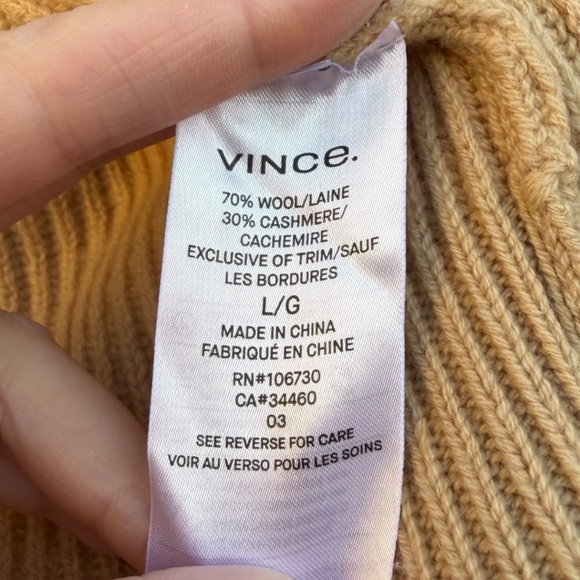 VINCE.
70% WOOL/LAINE
30% CASHMERE/
CACHEMIRE
EXCLUSIVE OF TRIM/SAUF
LES BORDURES
L/G
MADE IN CHINA
FABRIQUÉ EN CHINE
RN#106730
CA#34460
03
SEE REVERSE FOR CARE
VOIR AU VERSO POUR LES SOINS